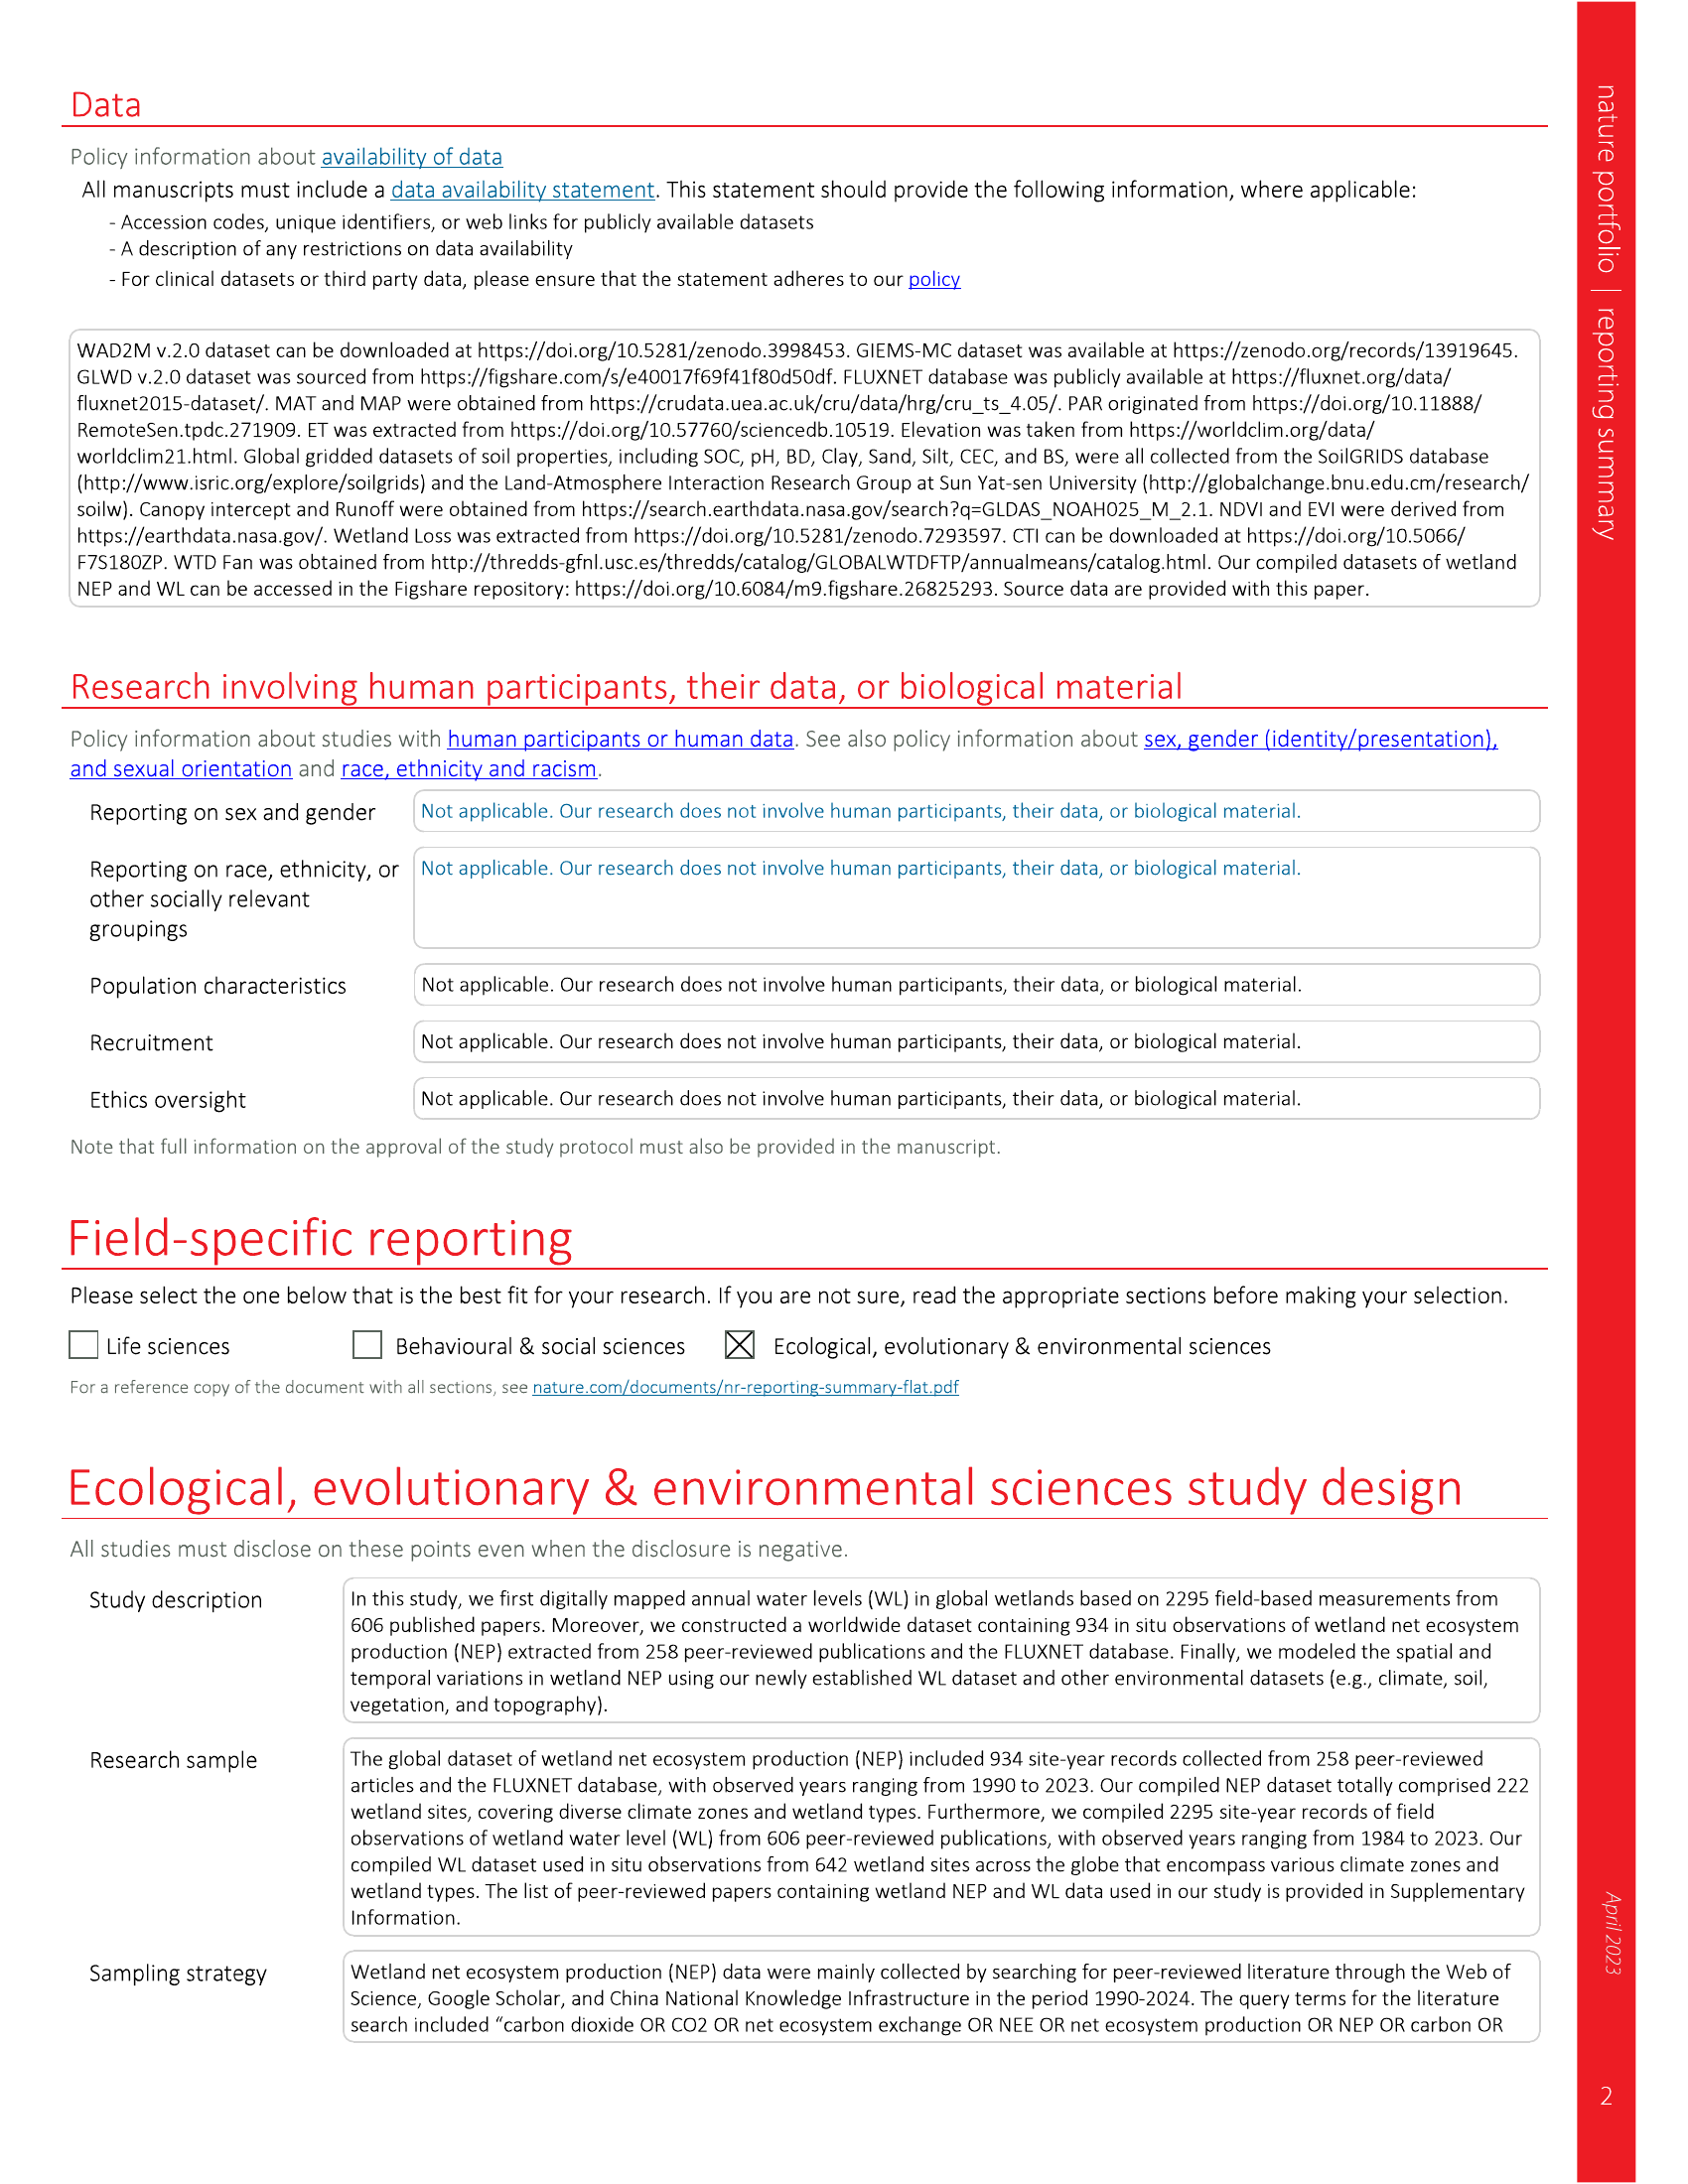 Data
Policy information about availability of data
All manuscripts must include a data availability statement. This statement should provide the following information, where applicable:
- Accession codes, unique identifiers, or web links for publicly available datasets
- A description of any restrictions on data availability
- For clinical datasets or third party data, please ensure that the statement adheres to our policy
WAD2M v.2.0 dataset can be downloaded at https://doi.org/10.5281/zenodo.3998453. GIEMS-MC dataset was available at https://zenodo.org/records/13919645.
GLWD v.2.0 dataset was sourced from https://figshare.com/s/e40017f69f41f80d50df. FLUXNET database was publicly available at https://fluxnet.org/data/
fluxnet2015-dataset/. MAT and MAP were obtained from https://crudata.uea.ac.uk/cru/data/hrg/cru_ts_4.05/. PAR originated from https://doi.org/10.11888/
RemoteSen.tpdc.271909. ET was extracted from https://doi.org/10.57760/sciencedb.10519. Elevation was taken from https://worldclim.org/data/
worldclim21.html. Global gridded datasets of soil properties, including SOC, pH, BD, Clay, Sand, Silt, CEC, and BS, were all collected from the SoilGRIDS database
(http://www.isric.org/explore/soilgrids) and the Land-Atmosphere Interaction Research Group at Sun Yat-sen University (http://globalchange.bnu.edu.cm/research/
soilw). Canopy intercept and Runoff were obtained from https://search.earthdata.nasa.gov/search?q=GLDAS_NOAH025_M_2.1. NDVI and EVI were derived from
https://earthdata.nasa.gov/. Wetland Loss was extracted from https://doi.org/10.5281/zenodo.7293597. CTI can be downloaded at https://doi.org/10.5066/
F7S180ZP. WTD Fan was obtained from http://thredds-gfnl.usc.es/thredds/catalog/GLOBALWTDFTP/annualmeans/catalog.html. Our compiled datasets of wetland
NEP and WL can be accessed in the Figshare repository: https://doi.org/10.6084/m9.figshare.26825293. Source data are provided with this paper.
Research involving human participants, their data, or biological material
Policy information about studies with human participants or human data. See also policy information about sex, gender (identity/presentation),
and sexual orientation and race, ethnicity and racism.
Reporting on sex and gender
Not applicable. Our research does not involve human participants, their data, or biological material.
Reporting on race, ethnicity, or
other socially relevant
groupings
Not applicable. Our research does not involve human participants, their data, or biological material.
Population characteristics
Not applicable. Our research does not involve human participants, their data, or biological material.
Recruitment
Not applicable. Our research does not involve human participants, their data, or biological material.
Ethics oversight
Not applicable. Our research does not involve human participants, their data, or biological material.
Note that full information on the approval of the study protocol must also be provided in the manuscript.
Field-specific reporting
Please select the one below that is the best fit for your research. If you are not sure, read the appropriate sections before making your selection.
Life sciences Behavioural & social sciences Ecological, evolutionary & environmental sciences
For a reference copy of the document with all sections, see nature.com/documents/nr-reporting-summary-flat.pdf
Ecological, evolutionary & environmental sciences study design
All studies must disclose on these points even when the disclosure is negative.
Study description
In this study, we first digitally mapped annual water levels (WL) in global wetlands based on 2295 field-based measurements from
606 published papers. Moreover, we constructed a worldwide dataset containing 934 in situ observations of wetland net ecosystem
production (NEP) extracted from 258 peer-reviewed publications and the FLUXNET database. Finally, we modeled the spatial and
temporal variations in wetland NEP using our newly established WL dataset and other environmental datasets (e.g., climate, soil,
vegetation, and topography).
Research sample
The global dataset of wetland net ecosystem production (NEP) included 934 site-year records collected from 258 peer-reviewed
articles and the FLUXNET database, with observed years ranging from 1990 to 2023. Our compiled NEP dataset totally comprised 222
wetland sites, covering diverse climate zones and wetland types. Furthermore, we compiled 2295 site-year records of field
observations of wetland water level (WL) from 606 peer-reviewed publications, with observed years ranging from 1984 to 2023. Our
compiled WL dataset used in situ observations from 642 wetland sites across the globe that encompass various climate zones and
wetland types. The list of peer-reviewed papers containing wetland NEP and WL data used in our study is provided in Supplementary
Information.
Sampling strategy
Wetland net ecosystem production (NEP) data were mainly collected by searching for peer-reviewed literature through the Web of
Science, Google Scholar, and China National Knowledge Infrastructure in the period 1990-2024. The query terms for the literature
search included “carbon dioxide OR CO2 OR net ecosystem exchange OR NEE OR net ecosystem production OR NEP OR carbon OR
nature portfolio | reporting summary
April 2023
2